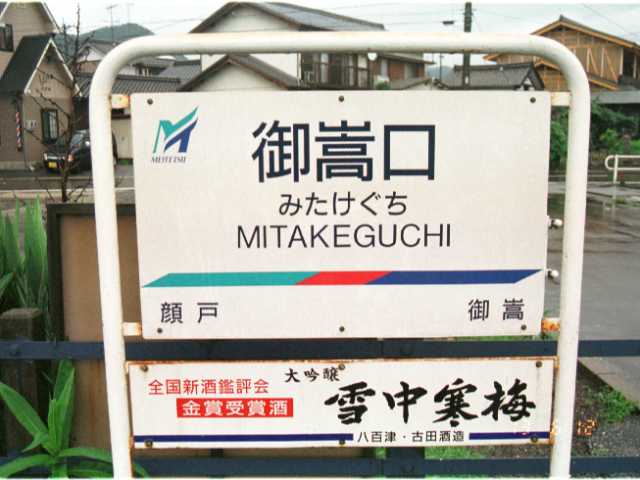 MEITETSU
御嵩口
みたけぐち
MITAKEGUCHI
顔戸
御嵩
全国新酒鑑評会
金賞受賞酒
大吟醸
雪中寒梅
八百津・古田酒造